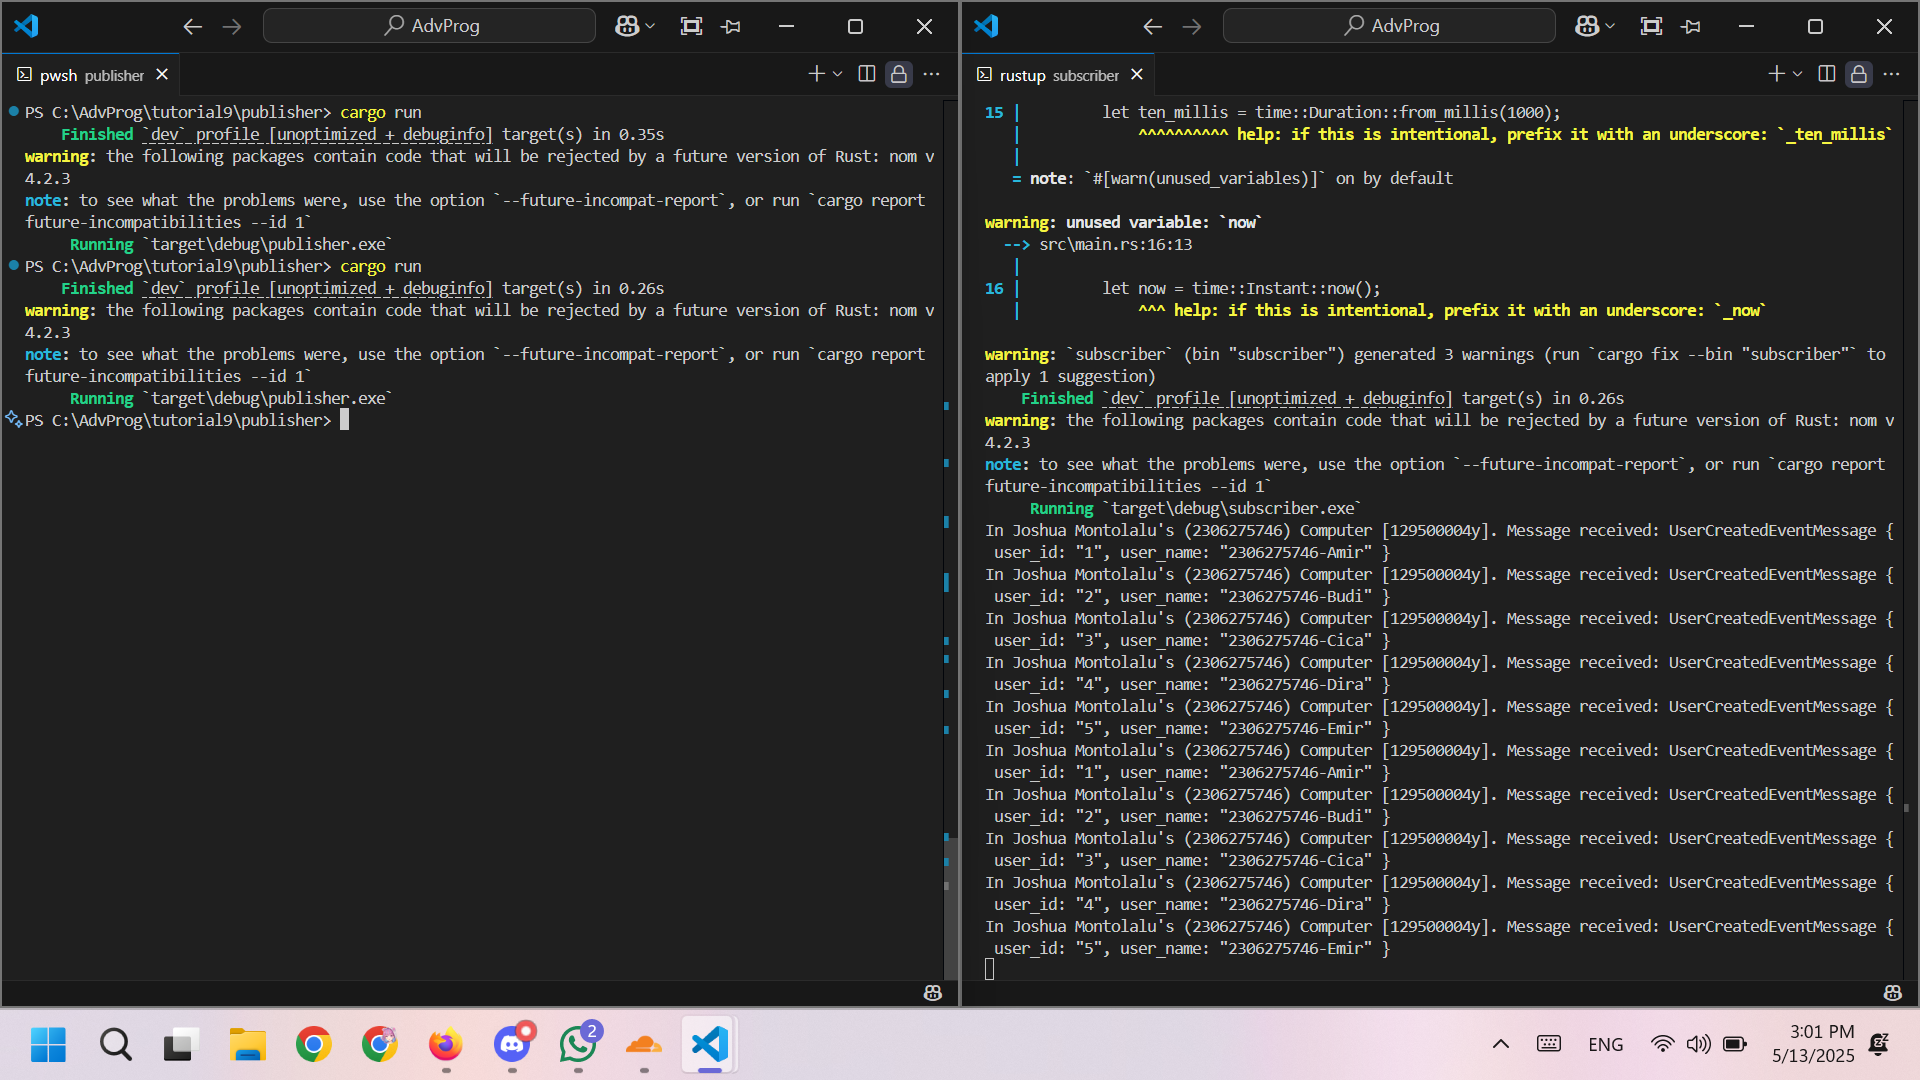 AdvProg
pwsh publisher
PS C:\AdvProg\tutorial9\publisher> cargo run
Finished `dev` profile [unoptimized + debuginfo] target(s) in 0.35s
warning: the following packages contain code that will be rejected by a future version of Rust: nom v
4.2.3
note: to see what the problems were, use the option `--future-incompat-report`, or run `cargo report
future-incompatibilities --id 1`
Running `target\debug\publisher.exe`
PS C:\AdvProg\tutorial9\publisher> cargo run
Finished `dev` profile [unoptimized + debuginfo] target(s) in 0.26s
warning: the following packages contain code that will be rejected by a future version of Rust: nom v
4.2.3
note: to see what the problems were, use the option `--future-incompat-report`, or run `cargo report
future-incompatibilities --id 1`
Running `target\debug\publisher.exe`
PS C:\AdvProg\tutorial9\publisher>
AdvProg
rustup subscriber
15 | let ten_millis = time::Duration::from_millis(1000);
| ^^^^^^^^^^ help: if this is intentional, prefix it with an underscore: `_ten_millis`
|
= note: `#[warn(unused_variables)]` on by default
warning: unused variable: `now`
--> src\main.rs:16:13
|
16 | let now = time::Instant::now();
| ^^^ help: if this is intentional, prefix it with an underscore: `_now`
warning: `subscriber` (bin "subscriber") generated 3 warnings (run `cargo fix --bin "subscriber"` to
apply 1 suggestion)
Finished `dev` profile [unoptimized + debuginfo] target(s) in 0.26s
warning: the following packages contain code that will be rejected by a future version of Rust: nom v
4.2.3
note: to see what the problems were, use the option `--future-incompat-report`, or run `cargo report
future-incompatibilities --id 1`
Running `target\debug\subscriber.exe`
In Joshua Montolalu's (2306275746) Computer [129500004y]. Message received: UserCreatedEventMessage {
user_id: "1", user_name: "2306275746-Amir" }
In Joshua Montolalu's (2306275746) Computer [129500004y]. Message received: UserCreatedEventMessage {
user_id: "2", user_name: "2306275746-Budi" }
In Joshua Montolalu's (2306275746) Computer [129500004y]. Message received: UserCreatedEventMessage {
user_id: "3", user_name: "2306275746-Cica" }
In Joshua Montolalu's (2306275746) Computer [129500004y]. Message received: UserCreatedEventMessage {
user_id: "4", user_name: "2306275746-Dira" }
In Joshua Montolalu's (2306275746) Computer [129500004y]. Message received: UserCreatedEventMessage {
user_id: "5", user_name: "2306275746-Emir" }
In Joshua Montolalu's (2306275746) Computer [129500004y]. Message received: UserCreatedEventMessage {
user_id: "1", user_name: "2306275746-Amir" }
In Joshua Montolalu's (2306275746) Computer [129500004y]. Message received: UserCreatedEventMessage {
user_id: "2", user_name: "2306275746-Budi" }
In Joshua Montolalu's (2306275746) Computer [129500004y]. Message received: UserCreatedEventMessage {
user_id: "3", user_name: "2306275746-Cica" }
In Joshua Montolalu's (2306275746) Computer [129500004y]. Message received: UserCreatedEventMessage {
user_id: "4", user_name: "2306275746-Dira" }
In Joshua Montolalu's (2306275746) Computer [129500004y]. Message received: UserCreatedEventMessage {
user_id: "5", user_name: "2306275746-Emir" }
2
ENG
3:01 PM
5/13/2025